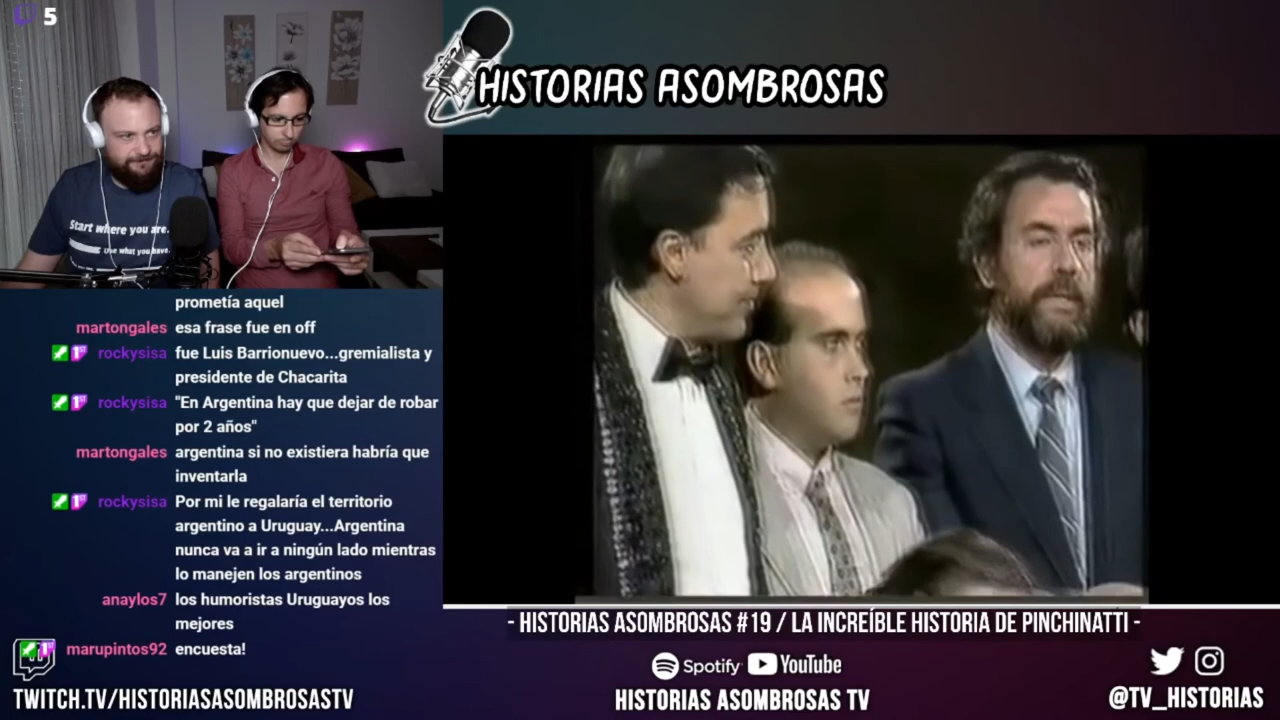 5
HISTORIAS ASOMBROSAS
Start where you are.
Use what you have.
prometía aquel
martongales esa frase fue en off
rockysisa fue Luis Barrionuevo...gremialista y
presidente de Chacarita
rockysisa "En Argentina hay que dejar de robar
por 2 años"
martongales argentina si no existiera habría que
inventarla
rockysisa Por mi le regalaría el territorio
argentino a Uruguay...Argentina
nunca va a ir a ningún lado mientras
lo manejen los argentinos
anaylos7 los humoristas Uruguayos los
mejores
marupintos92 encuesta!
TWITCH.TV/HISTORIASASOMBROSASTV
- HISTORIAS ASOMBROSAS #19 / LA INCREÍBLE HISTORIA DE PINCHINATTI -
Spotify YouTube
HISTORIAS ASOMBROSAS TV
@TV_HISTORIAS